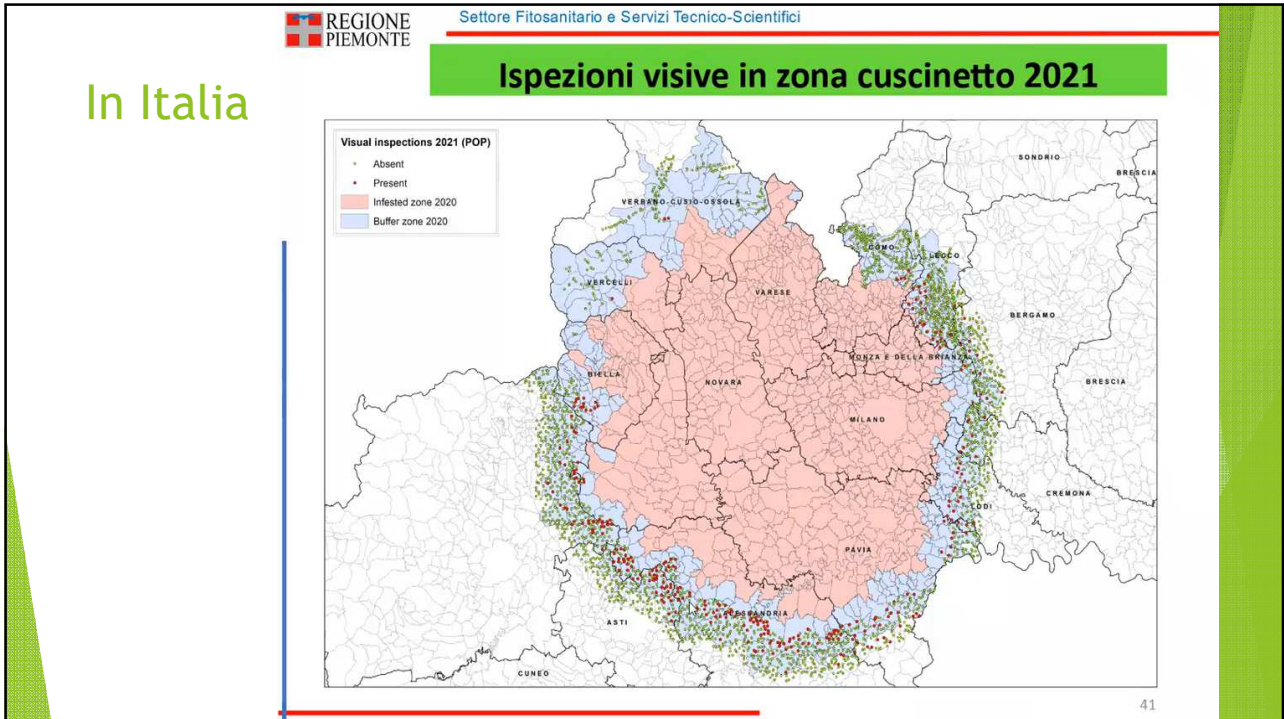 REGIONE
PIEMONTE
Settore Fitosanitario e Servizi Tecnico-Scientifici
Ispezioni visive in zona cuscinetto 2021
In Italia
Visual inspections 2021 (POP)
Absent
Present
Infested zone 2020
Buffer zone 2020
SONDRIO
BRESCIA
VERBANO-CUSIO-OSSOLA
COMO
LECCO
VERCELLI
VARESE
BERGAMO
MONZA E DELLA BRIANZA
BIELLA
NOVARA
BRESCIA
MILANO
CREMONA
LODI
PAVIA
ALESSANDRIA
ASTI
CUNEO
41